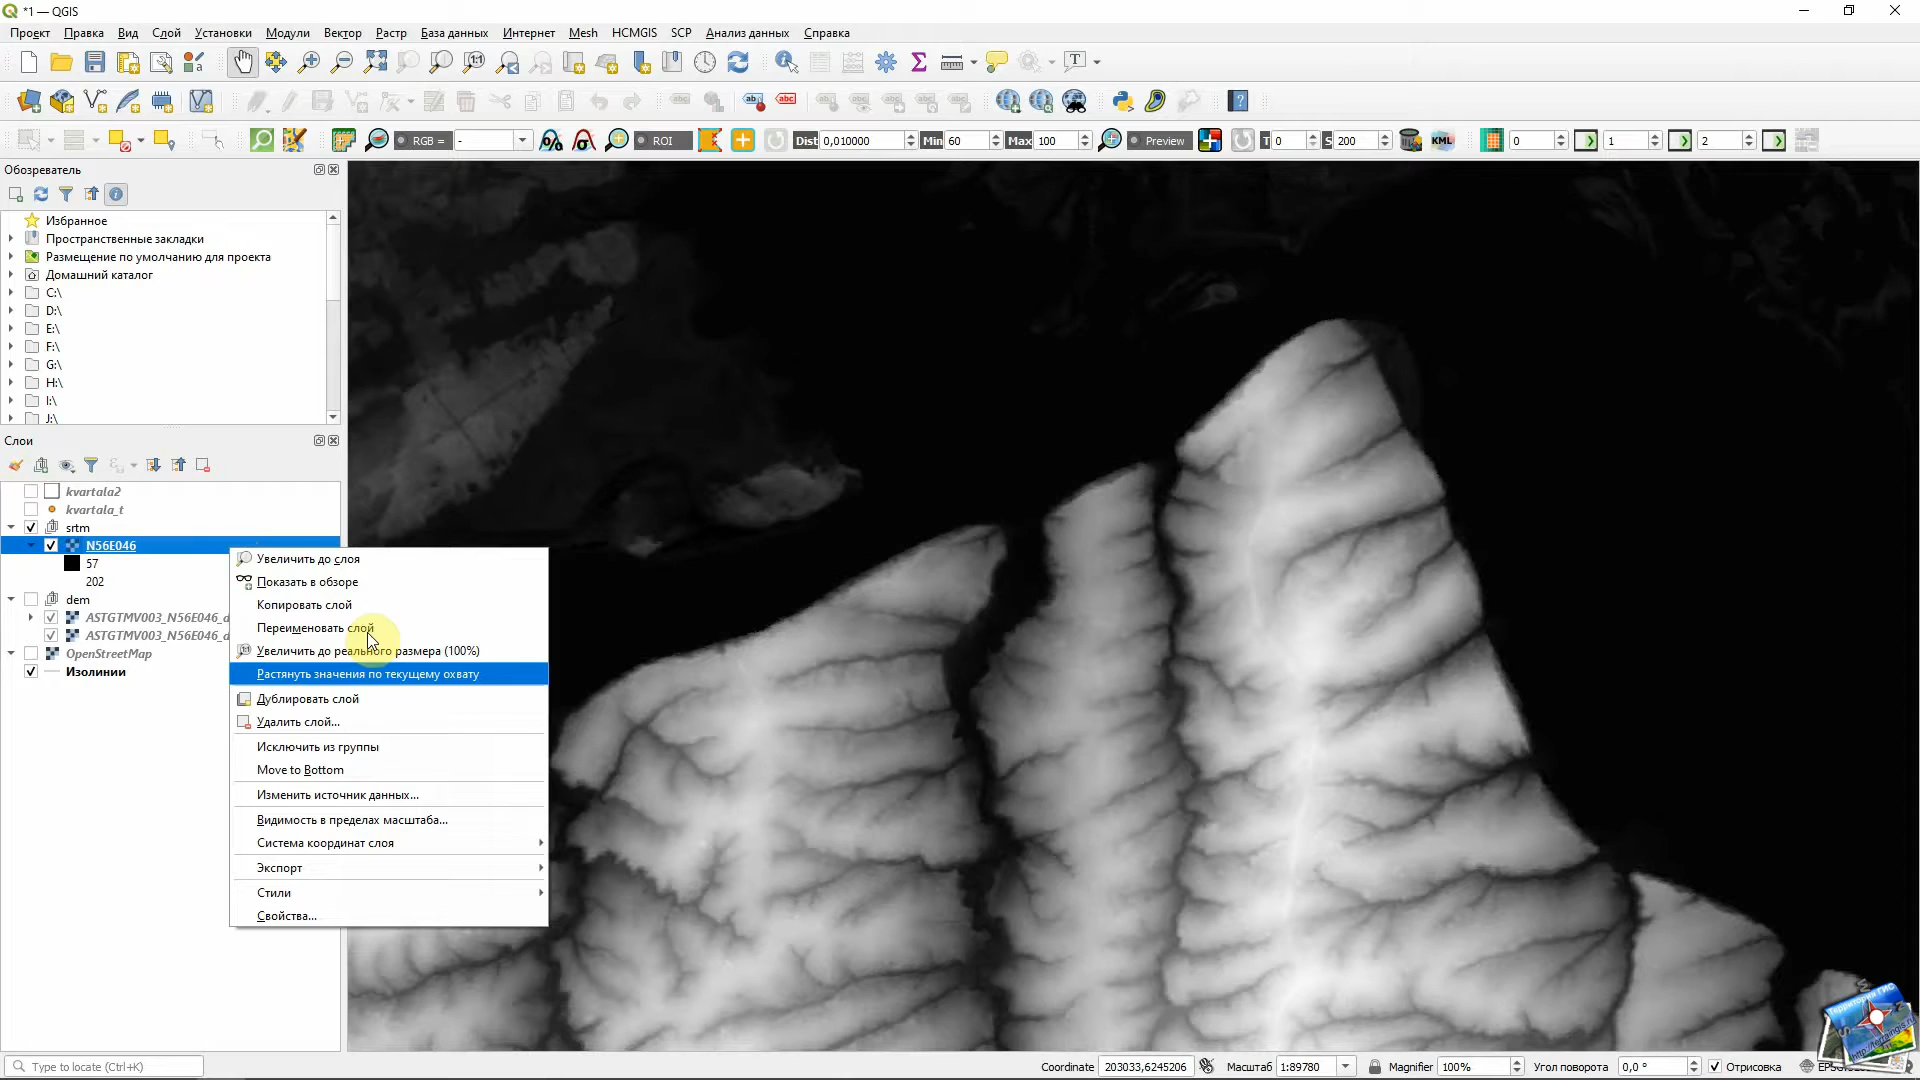 *1 — QGIS
Проект Правка Вид Слой Установки Модули Вектор Растр База данных Интернет Mesh HCMGIS SCP Анализ данных Справка
RGB = - ROI Dist 0,010000 Min 60 Max 100 Preview T 0 S 200 KML 0 1 2
Обозреватель
Избранное
Пространственные закладки
Размещение по умолчанию для проекта
Домашний каталог
C:\
D:\
E:\
F:\
G:\
H:\
I:\
J:\
Слои
kvartala2
kvartala_t
srtm
N56E046
57
202
dem
ASTGTMV003_N56E046_d
ASTGTMV003_N56E046_d
OpenStreetMap
Изолинии
Увеличить до слоя
Показать в обзоре
Копировать слой
Переименовать слой
Увеличить до реального размера (100%)
Растянуть значения по текущему охвату
Дублировать слой
Удалить слой...
Исключить из группы
Move to Bottom
Изменить источник данных...
Видимость в пределах масштаба...
Система координат слоя
Экспорт
Стили
Свойства...
Type to locate (Ctrl+K)
Coordinate 203033,6245206 Масштаб 1:89780 Magnifier 100% Угол поворота 0,0 ° Отрисовка